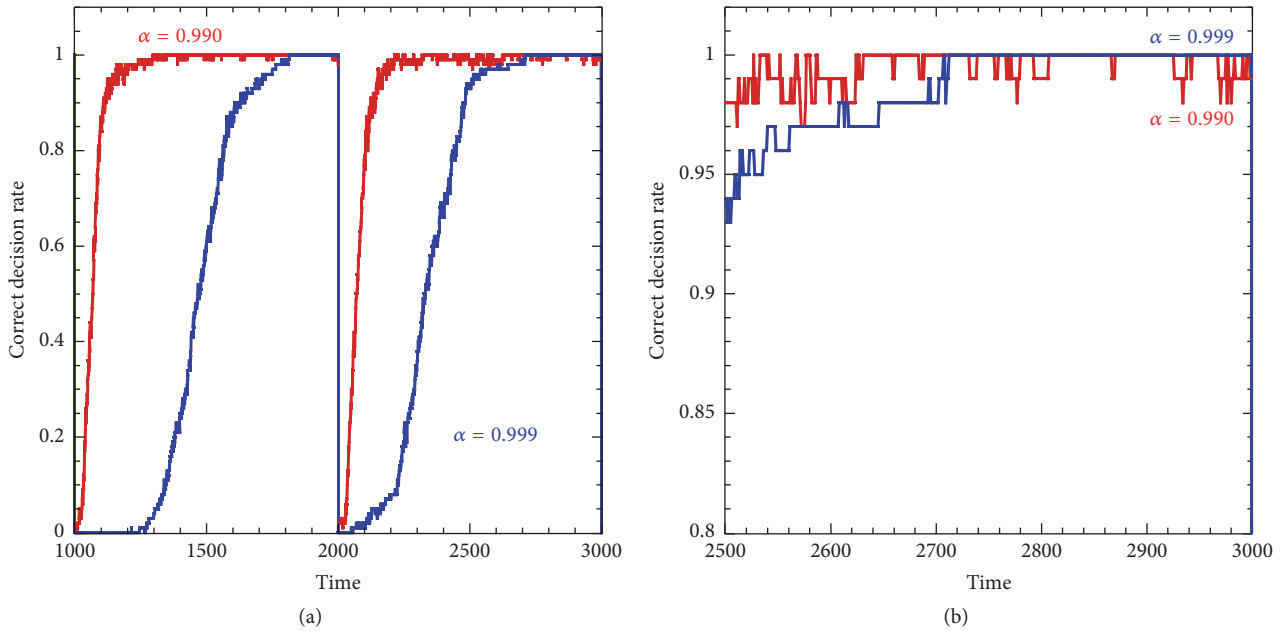 α = 0.990
1
0.8
0.6
0.4
0.2
0
Correct decision rate
α = 0.999
1000 1500 2000 2500 3000
Time
(a)
α = 0.999
1
α = 0.990
0.95
0.9
0.85
0.8
Correct decision rate
2500 2600 2700 2800 2900 3000
Time
(b)